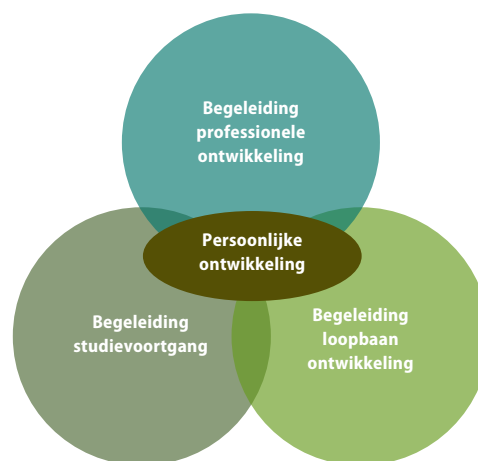 Begeleiding
professionele
ontwikkeling
Persoonlijke
ontwikkeling
Begeleiding
studievoortgang
Begeleiding
loopbaan
ontwikkeling